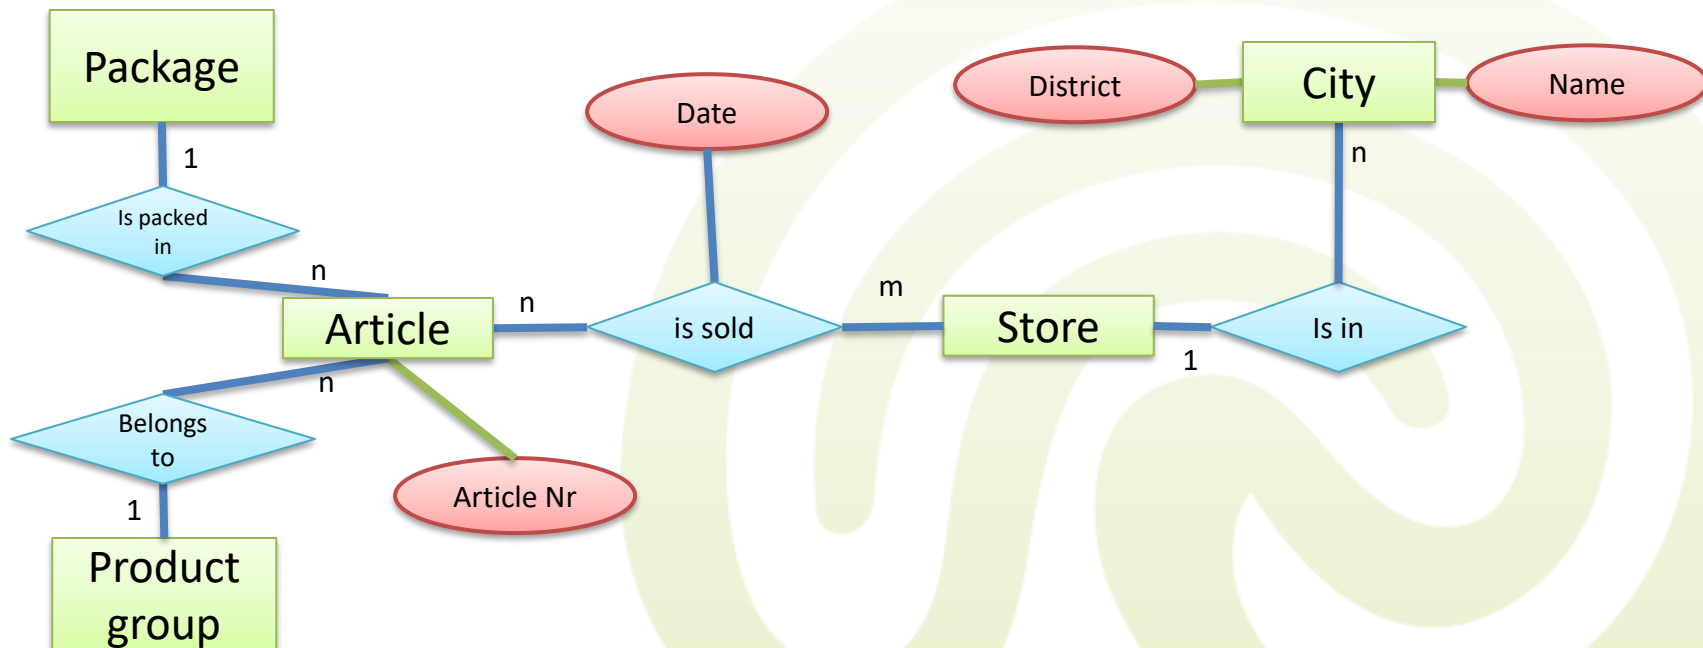 Package
1
Is packed
in
n
Article
n
Belongs
to
1
Product
group
Article Nr
n
is sold
Date
m
Store
1
Is in
n
City
District
Name